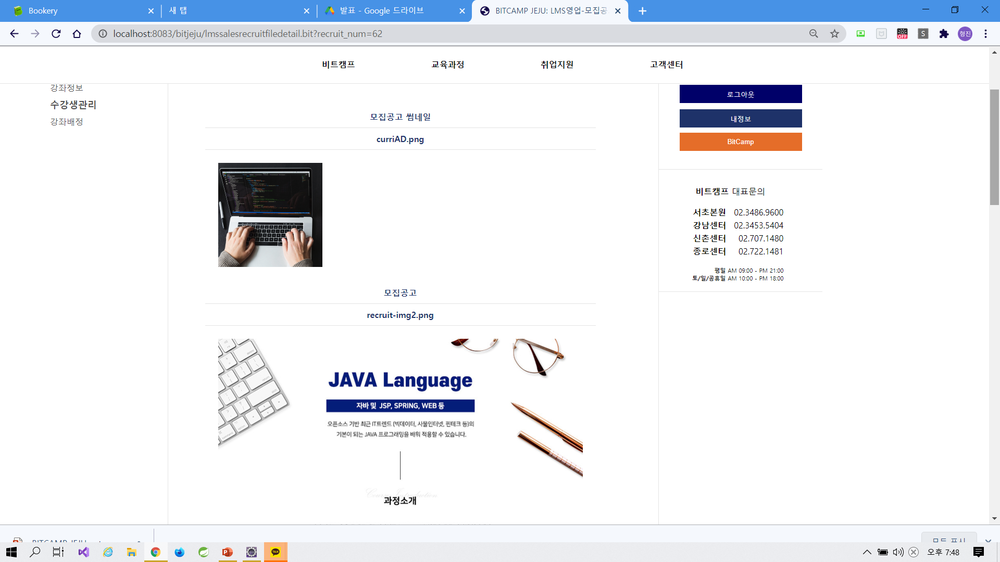 Bookery
새 탭
발표 - Google 드라이브
BITCAMP JEJU: LMS영업-모집공
localhost:8083/bitjeju/lmssalesrecruitfiledetail.bit?recruit_num=62
OFF
S
형진
비트캠프 교육과정 취업지원 고객센터
강좌정보
수강생관리
강좌배정
모집공고 썸네일
curriAD.png
모집공고
recruit-img2.png
JAVA Language
자바 및 JSP, SPRING, WEB 등
오픈소스 기반 최근 IT트렌드 (빅데이터, 사물인터넷, 핀테크 등)의
기본이 되는 JAVA 프로그래밍을 배워 적용할 수 있습니다.
Course Introduction
과정소개
로그아웃
내정보
BitCamp
비트캠프 대표문의
서초본원 02.3486.9600
강남센터 02.3453.5404
신촌센터 02.707.1480
종로센터 02.722.1481
평일 AM 09:00 - PM 21:00
토/일/공휴일 AM 10:00 - PM 18:00
BITCAMP JEJU
모두 표시
TALK
오후 7:48